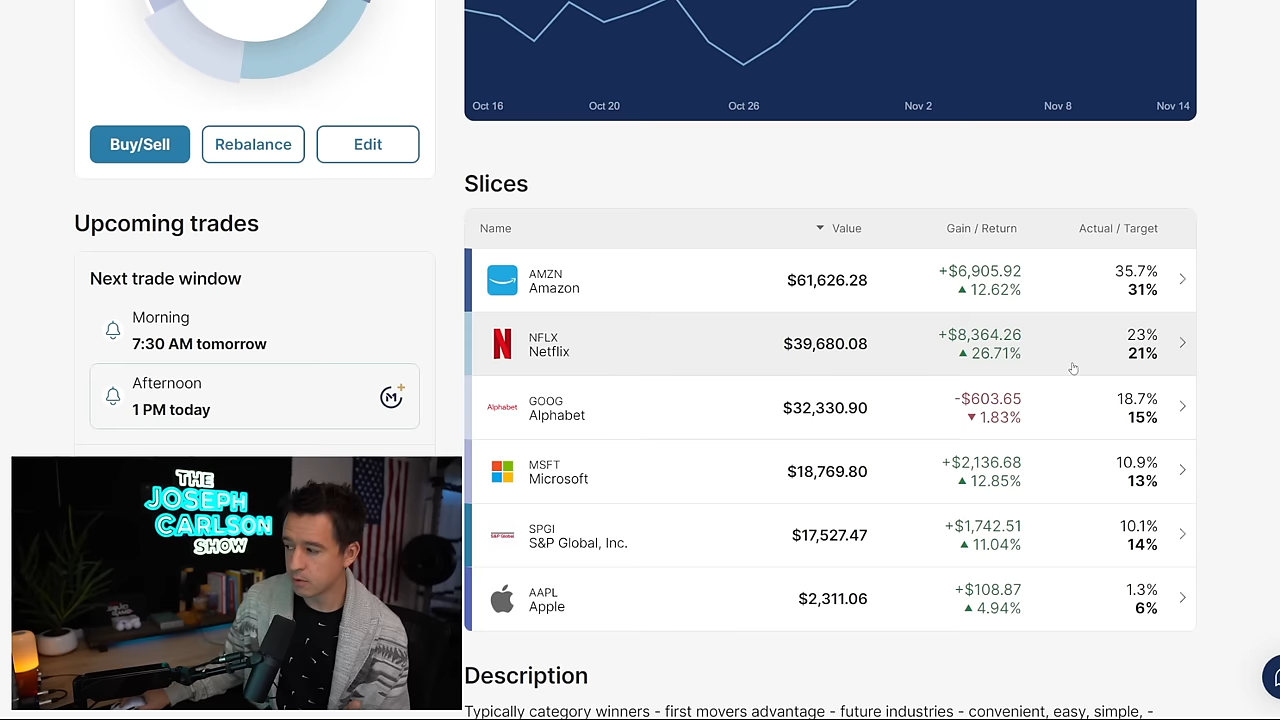 Oct 16 Oct 20 Oct 26 Nov 2 Nov 8 Nov 14
Buy/Sell Rebalance Edit
Upcoming trades
Next trade window
Morning
7:30 AM tomorrow
Afternoon
1 PM today
M+
THE
JOSEPH
CARLSON
SHOW
Slices
Name Value Gain / Return Actual / Target
AMZN
Amazon
$61,626.28
+$6,905.92
12.62%
35.7%
31%
N
NFLX
Netflix
$39,680.08
+$8,364.26
26.71%
23%
21%
Alphabet
GOOG
Alphabet
$32,330.90
-$603.65
1.83%
18.7%
15%
MSFT
Microsoft
$18,769.80
+$2,136.68
12.85%
10.9%
13%
S&P Global
SPGI
S&P Global, Inc.
$17,527.47
+$1,742.51
11.04%
10.1%
14%
AAPL
Apple
$2,311.06
+$108.87
4.94%
1.3%
6%
Description
Typically category winners - first movers advantage - future industries - convenient, easy, simple, -